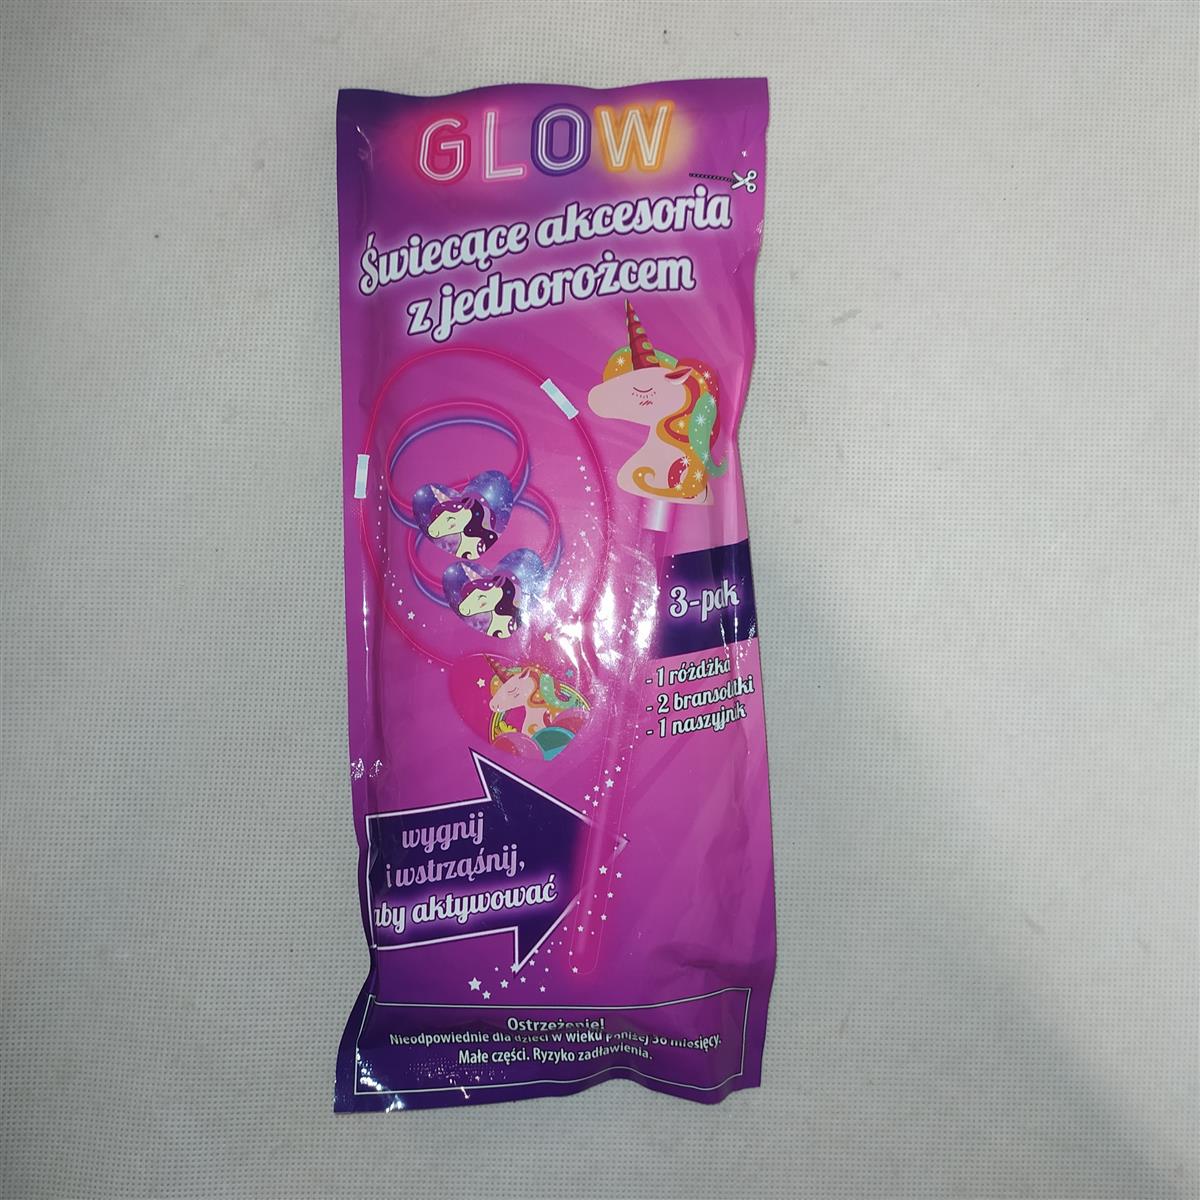 GLOW
Świecące akcesoria
z jednorożcem
3-pak
- 1 różdżka
- 2 bransoletki
- 1 naszyjnik
wygnij
i wstrząśnij,
aby aktywować
Ostrzeżenie!
Nieodpowiednie dla dzieci w wieku poniżej 36 miesięcy.
Małe części. Ryzyko zadławienia.